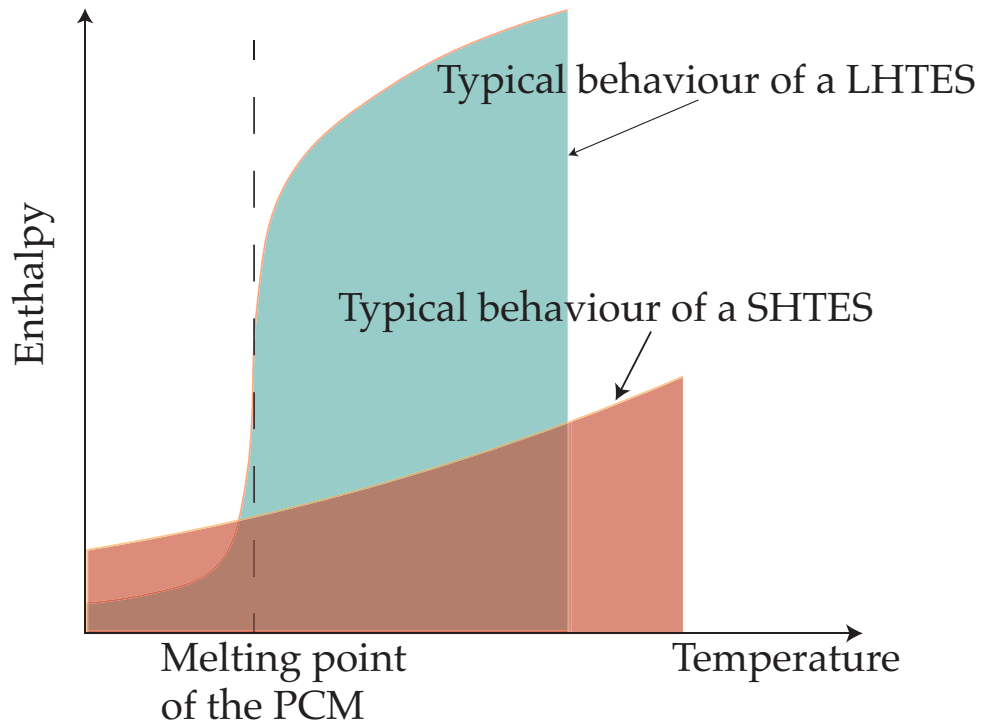 Typical behaviour of a LHTES
Enthalpy
Typical behaviour of a SHTES
Melting point
of the PCM
Temperature